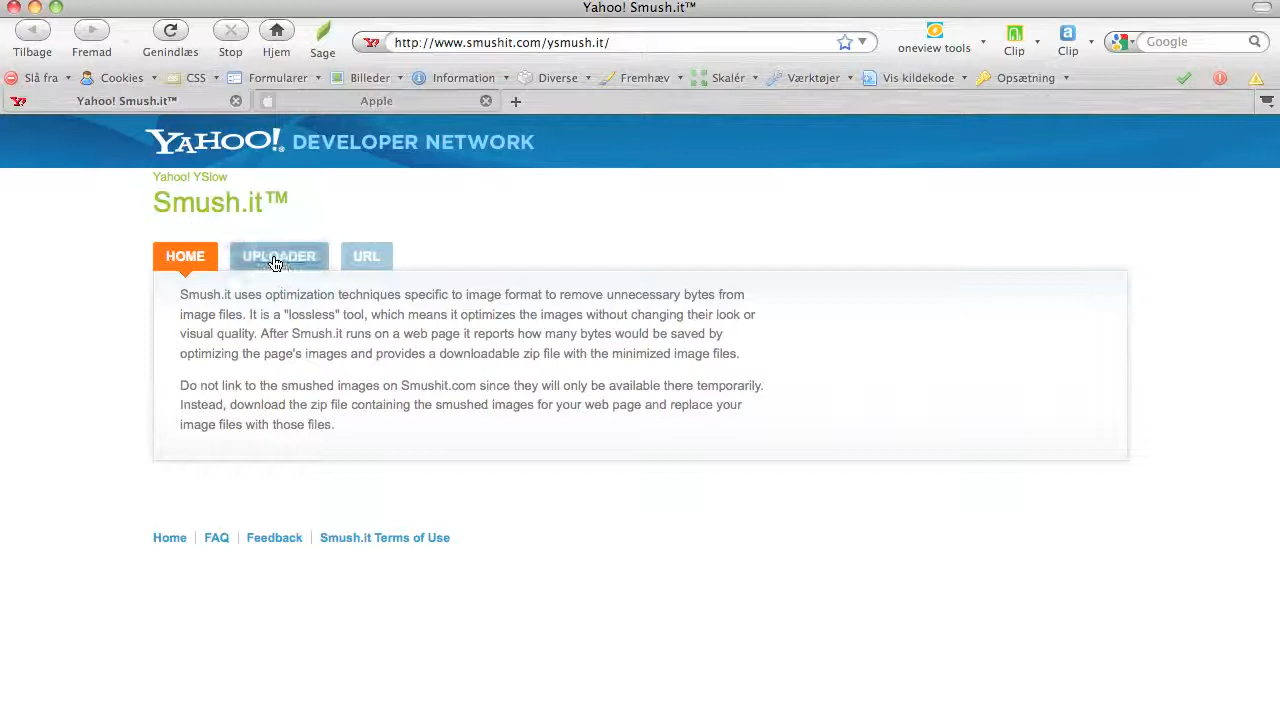 Yahoo! Smush.it™
Tilbage Fremad Genindlæs Stop Hjem Sage http://www.smushit.com/ysmush.it/ oneview tools Clip Clip Google
Slå fra Cookies CSS Formularer Billeder Information Diverse Fremhæv Skalér Værktøjer Vis kildekode Opsætning
Yahoo! Smush.it™ Apple
YAHOO! DEVELOPER NETWORK
Yahoo! YSlow
Smush.it™
HOME UPLOADER URL
Smush.it uses optimization techniques specific to image format to remove unnecessary bytes from
image files. It is a "lossless" tool, which means it optimizes the images without changing their look or
visual quality. After Smush.it runs on a web page it reports how many bytes would be saved by
optimizing the page's images and provides a downloadable zip file with the minimized image files.
Do not link to the smushed images on Smushit.com since they will only be available there temporarily.
Instead, download the zip file containing the smushed images for your web page and replace your
image files with those files.
Home FAQ Feedback Smush.it Terms of Use